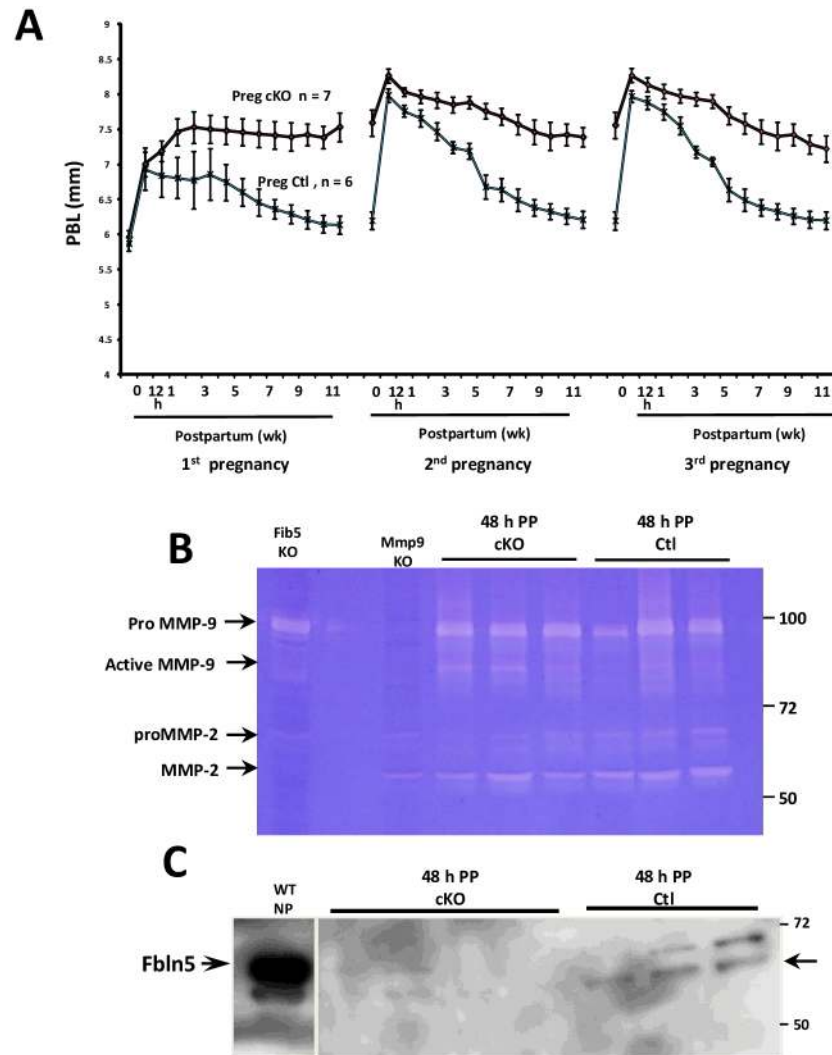 A
9
8.5
8
7.5
7
6.5
6
5.5
5
4.5
4
PBL (mm)
Preg cKO n = 7
Preg Ctl , n = 6
0 12 1 3 5 7 9 11 0 12 1 3 5 7 9 11 0 12 1 3 5 7 9 11
h h h
Postpartum (wk) Postpartum (wk) Postpartum (wk)
1st pregnancy 2nd pregnancy 3rd pregnancy
B
Fib5
KO
Mmp9
KO
48 h PP
cKO
48 h PP
Ctl
Pro MMP-9
Active MMP-9
proMMP-2
MMP-2
100
72
50
C
WT
NP
48 h PP
cKO
48 h PP
Ctl
Fbln5
72
50